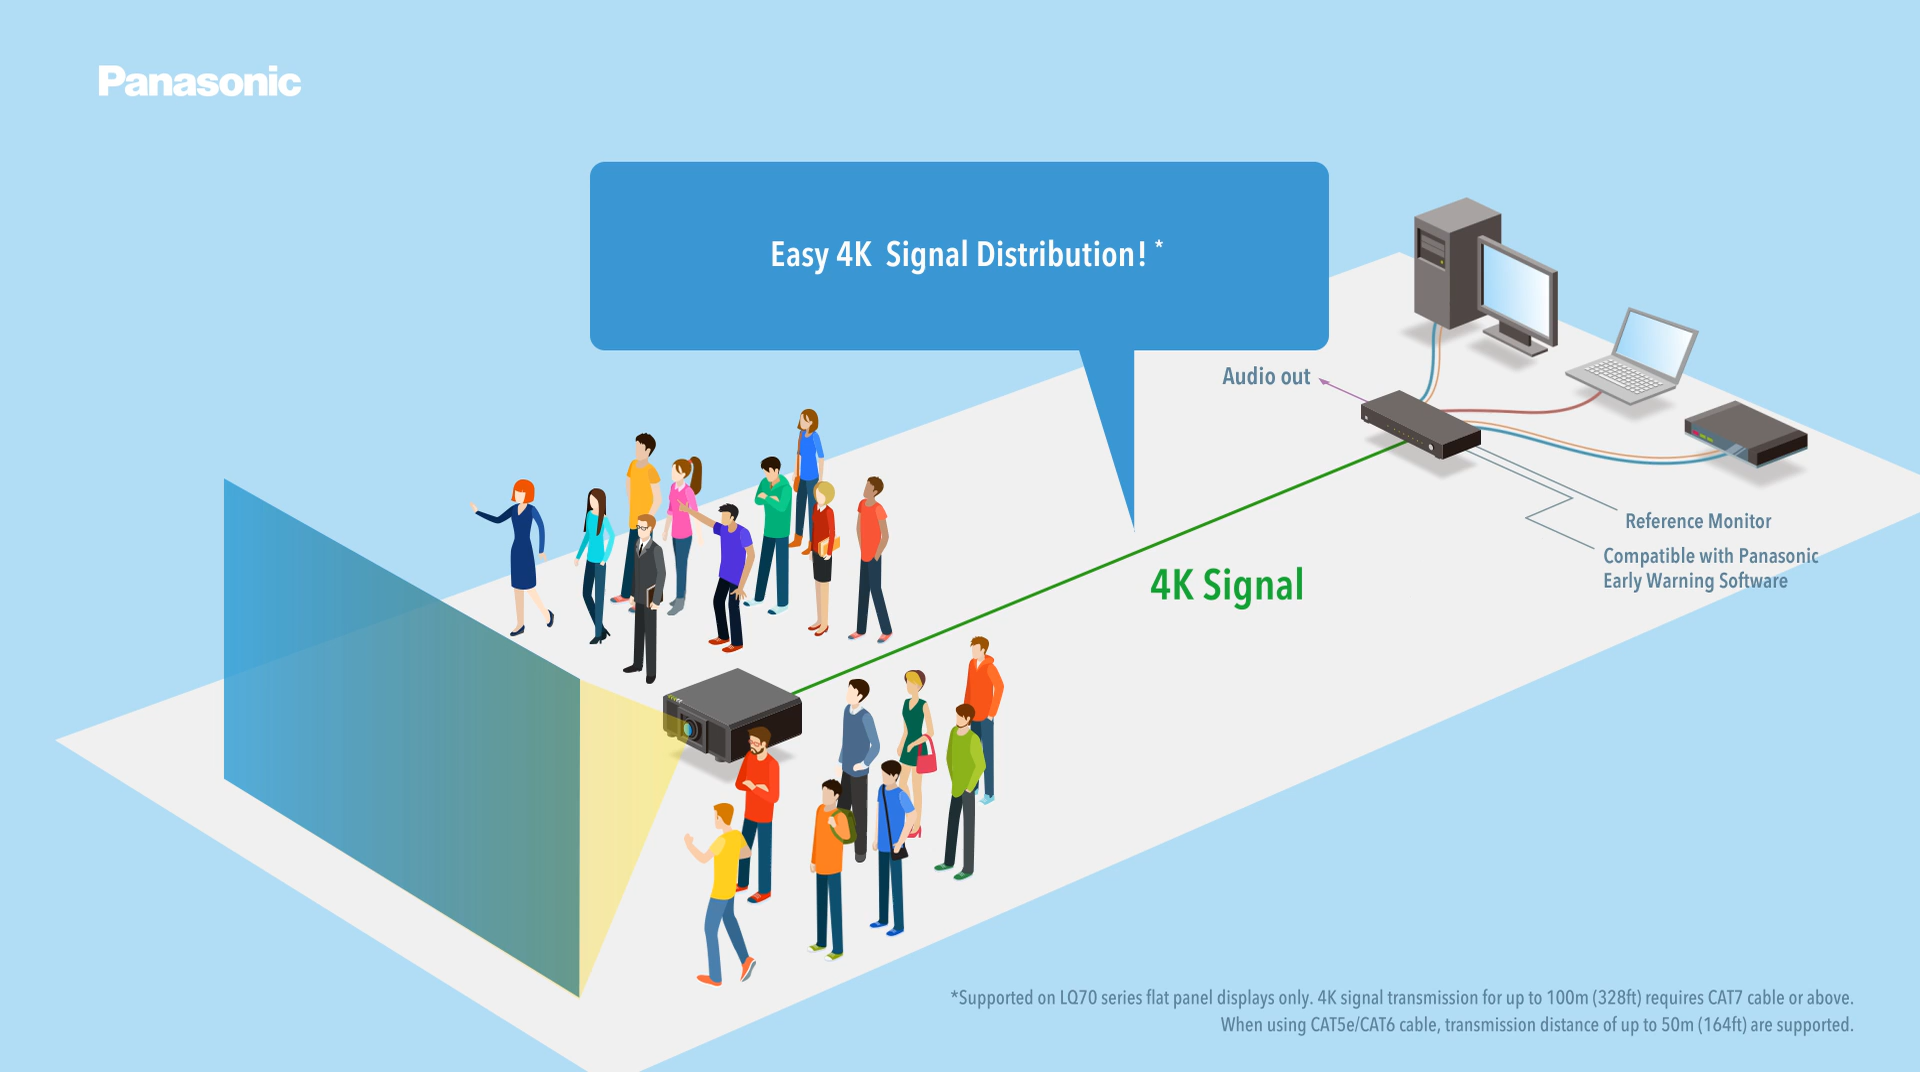 Panasonic
Easy 4K Signal Distribution! *
Audio out
Reference Monitor
Compatible with Panasonic
Early Warning Software
4K Signal
*Supported on LQ70 series flat panel displays only. 4K signal transmission for up to 100m (328ft) requires CAT7 cable or above.
When using CAT5e/CAT6 cable, transmission distance of up to 50m (164ft) are supported.